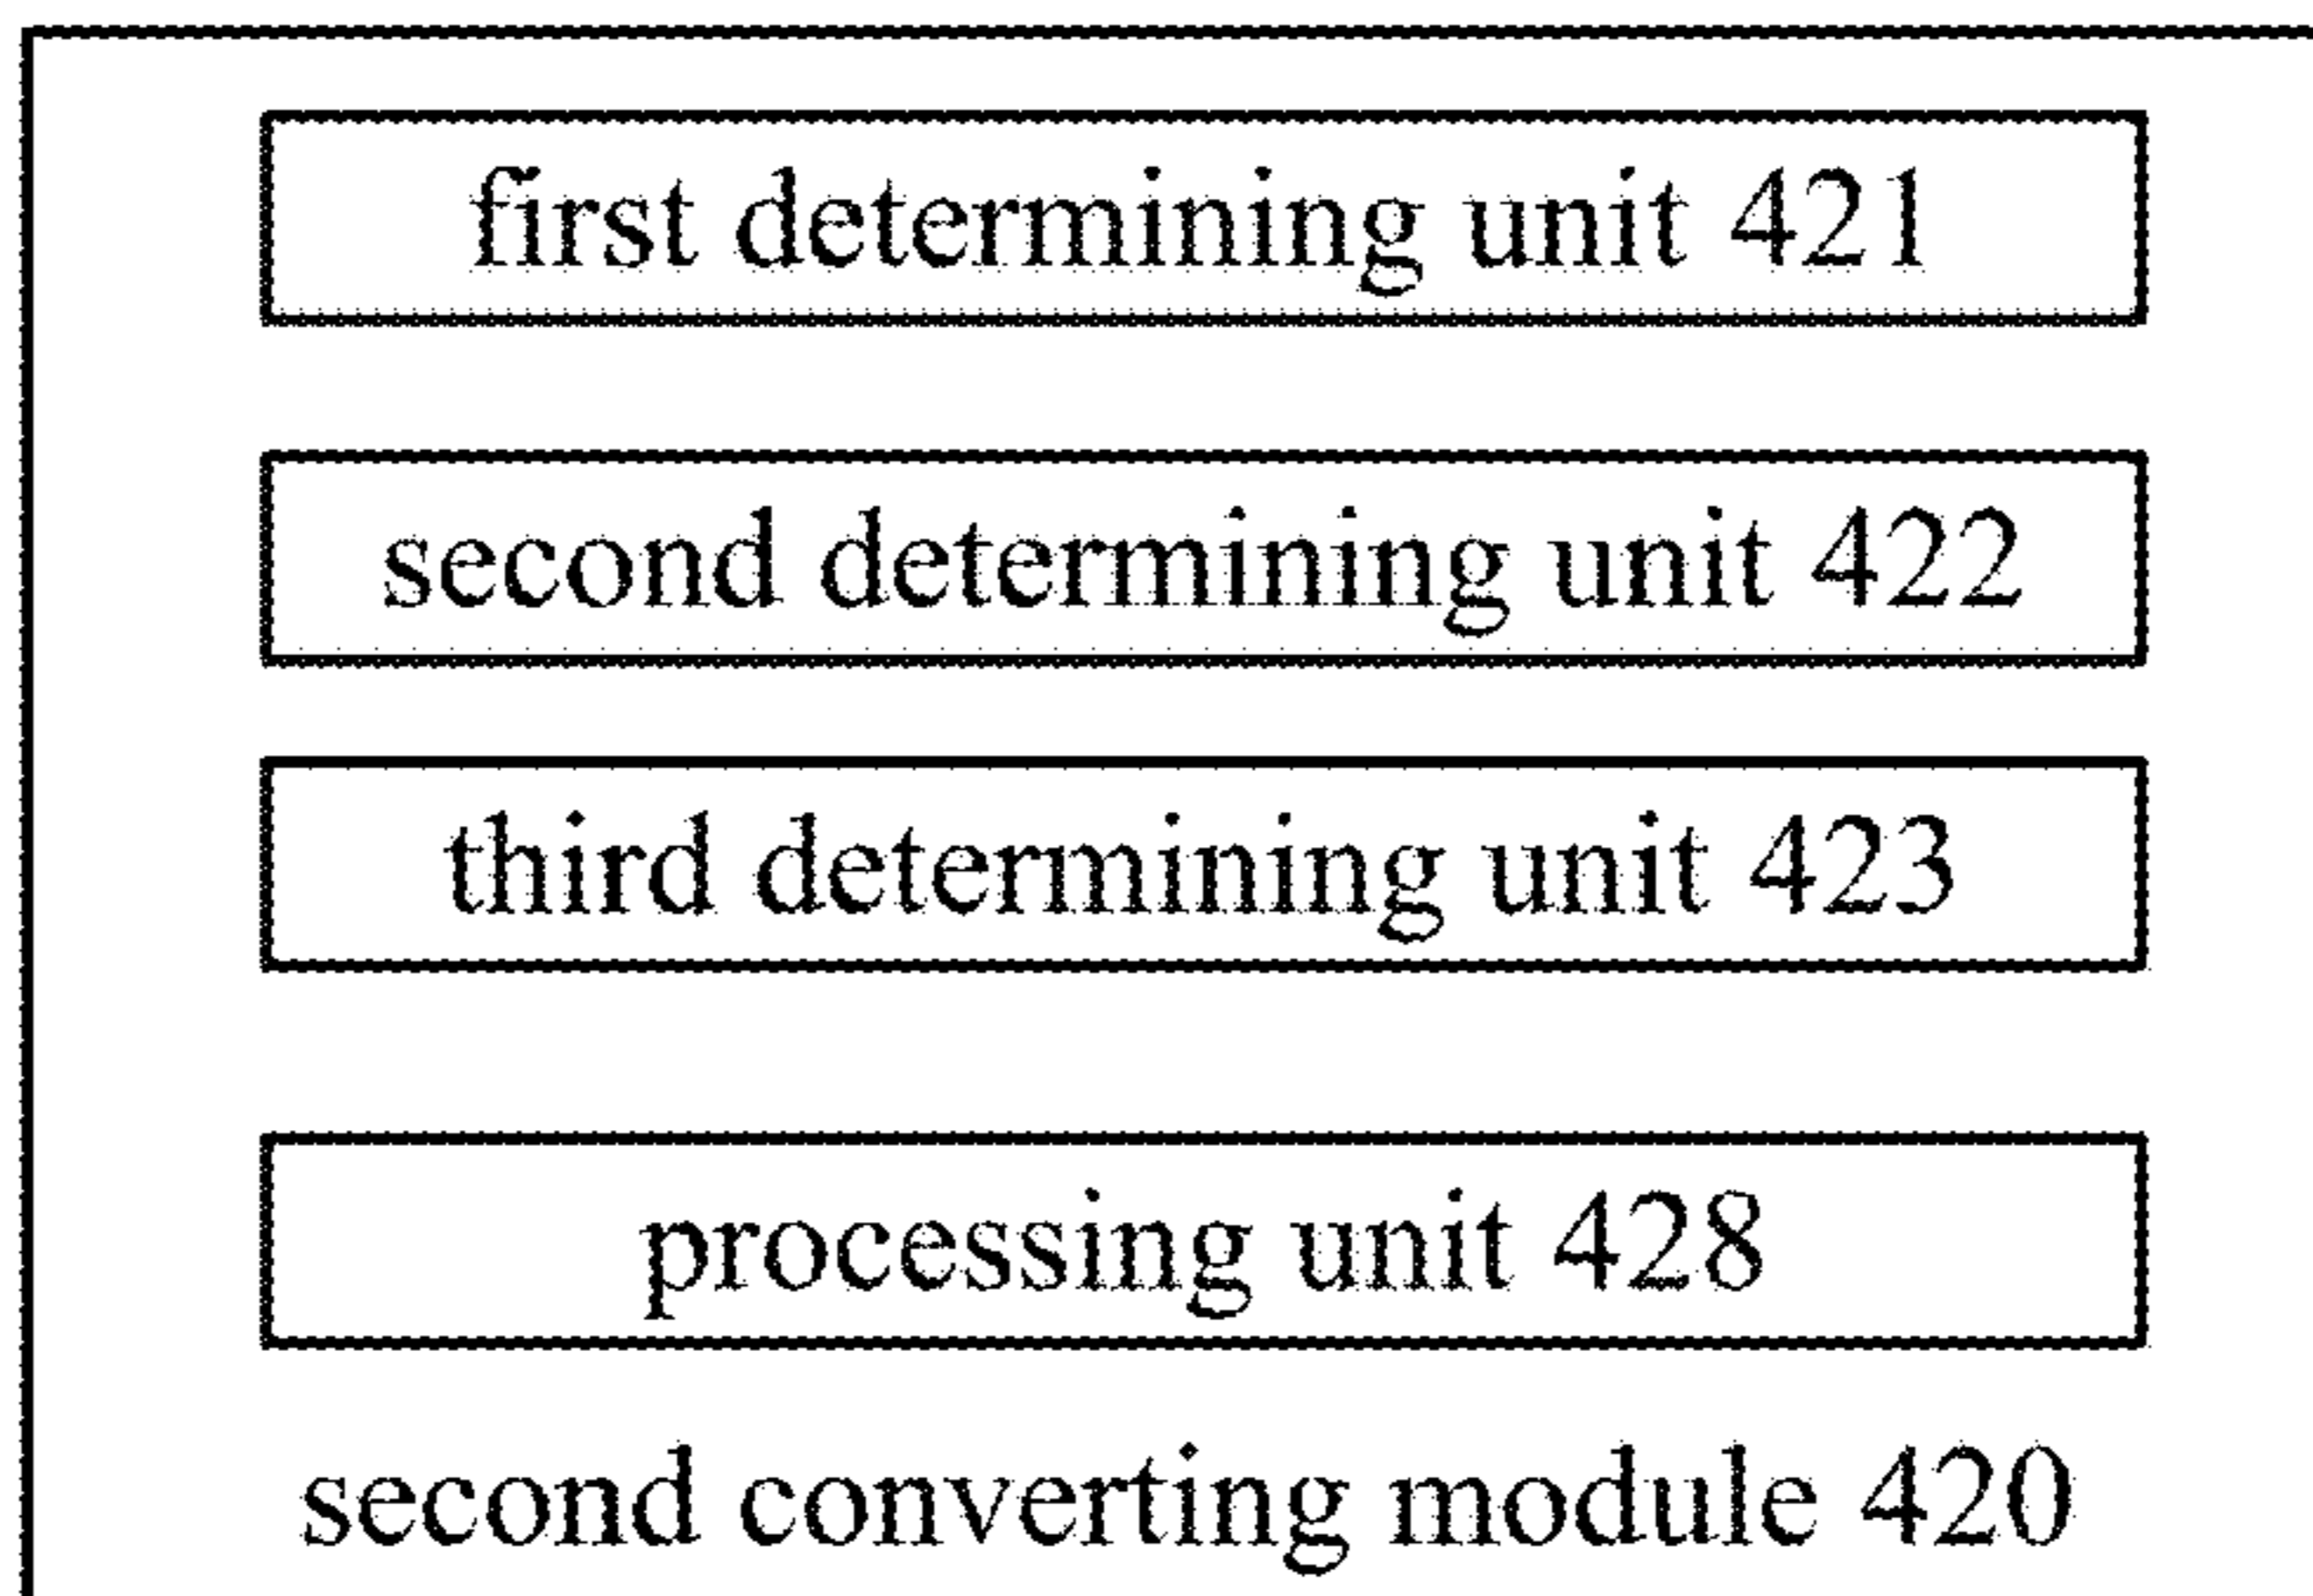 first determining unit 421
second determining unit 422
third determining unit 423
processing unit 428
second converting module 420